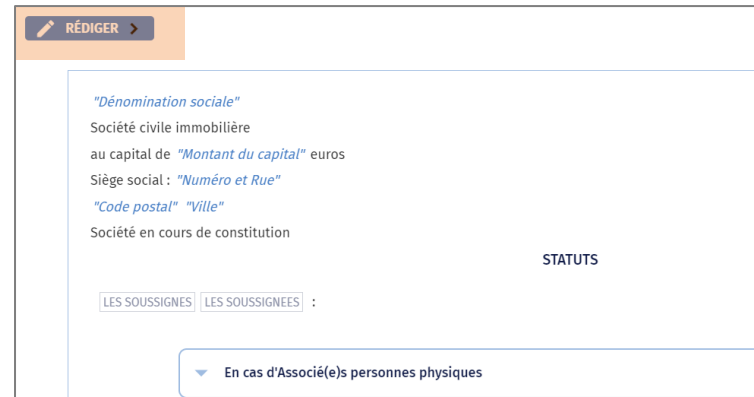 RÉDIGER
"Dénomination sociale"
Société civile immobilière
au capital de "Montant du capital" euros
Siège social : "Numéro et Rue"
"Code postal" "Ville"
Société en cours de constitution
STATUTS
LES SOUSSIGNES LES SOUSSIGNEES :
En cas d'Associé(e)s personnes physiques